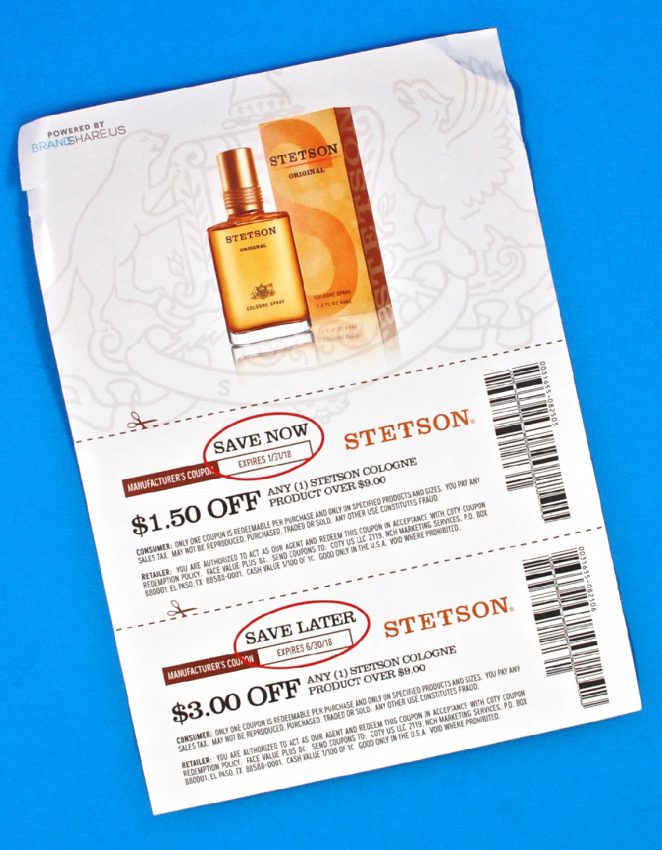 POWERED BY
BRANDSHARE.US
STETSON
ORIGINAL
STETSON
ORIGINAL
COLOGNE SPRAY
COLOGNE SPRAY
1.5 FL OZ 44ML
STETSON
SAVE NOW
EXPIRES 1/31/18
MANUFACTURER'S COUPON
STETSON®
$1.50 OFF ANY (1) STETSON COLOGNE
PRODUCT OVER $9.00
CONSUMER: ONLY ONE COUPON IS REDEEMABLE PER PURCHASE AND ONLY ON SPECIFIED PRODUCTS AND SIZES. YOU PAY ANY
SALES TAX. MAY NOT BE REPRODUCED, PURCHASED, TRADED OR SOLD. ANY OTHER USE CONSTITUTES FRAUD.
RETAILER: YOU ARE AUTHORIZED TO ACT AS OUR AGENT AND REDEEM THIS COUPON IN ACCEPTANCE WITH COTY COUPON
REDEMPTION POLICY: FACE VALUE PLUS 8¢. SEND COUPONS TO: COTY US LLC 2119, NCH MARKETING SERVICES, P.O. BOX
880001, EL PASO, TX 88588-0001. CASH VALUE 1/100 OF 1¢. GOOD ONLY IN THE U.S.A. VOID WHERE PROHIBITED.
0031655-082505
SAVE LATER
EXPIRES 6/30/18
MANUFACTURER'S COUPON
STETSON®
$3.00 OFF ANY (1) STETSON COLOGNE
PRODUCT OVER $9.00
CONSUMER: ONLY ONE COUPON IS REDEEMABLE PER PURCHASE AND ONLY ON SPECIFIED PRODUCTS AND SIZES. YOU PAY ANY
SALES TAX. MAY NOT BE REPRODUCED, PURCHASED, TRADED OR SOLD. ANY OTHER USE CONSTITUTES FRAUD.
RETAILER: YOU ARE AUTHORIZED TO ACT AS OUR AGENT AND REDEEM THIS COUPON IN ACCEPTANCE WITH COTY COUPON
REDEMPTION POLICY: FACE VALUE PLUS 8¢. SEND COUPONS TO: COTY US LLC 2119, NCH MARKETING SERVICES, P.O. BOX
880001, EL PASO, TX 88588-0001. CASH VALUE 1/100 OF 1¢. GOOD ONLY IN THE U.S.A. VOID WHERE PROHIBITED.
0031655-082506